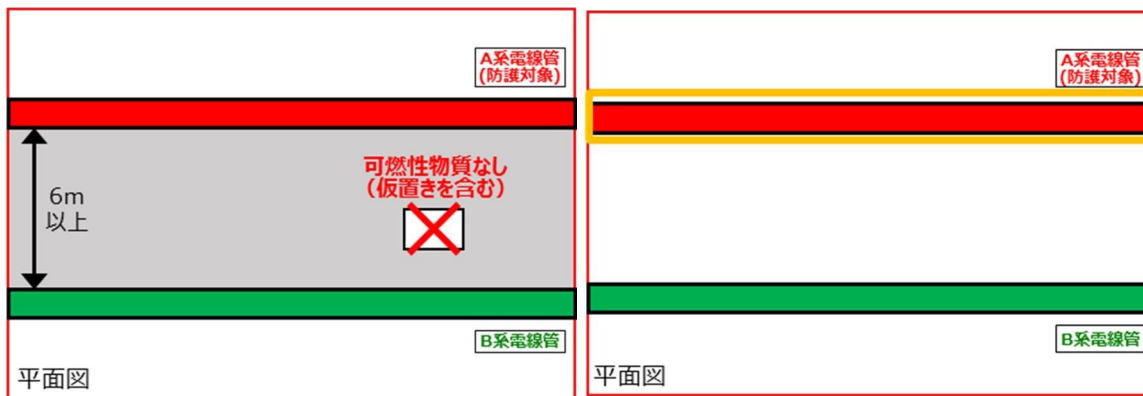 A系電線管
(防護対象)
6m
以上
可燃性物質なし
（仮置きを含む）
B系電線管
平面図
A系電線管
(防護対象)
B系電線管
平面図